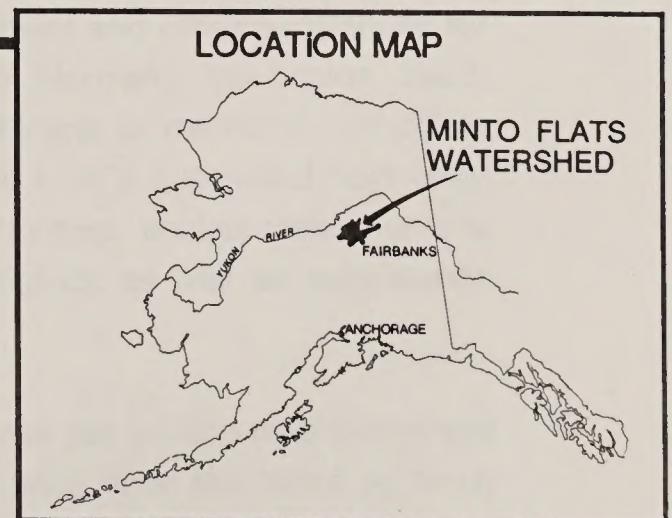 LOCATION MAP
MINTO FLATS
WATERSHED
YUKON RIVER
FAIRBANKS
ANCHORAGE